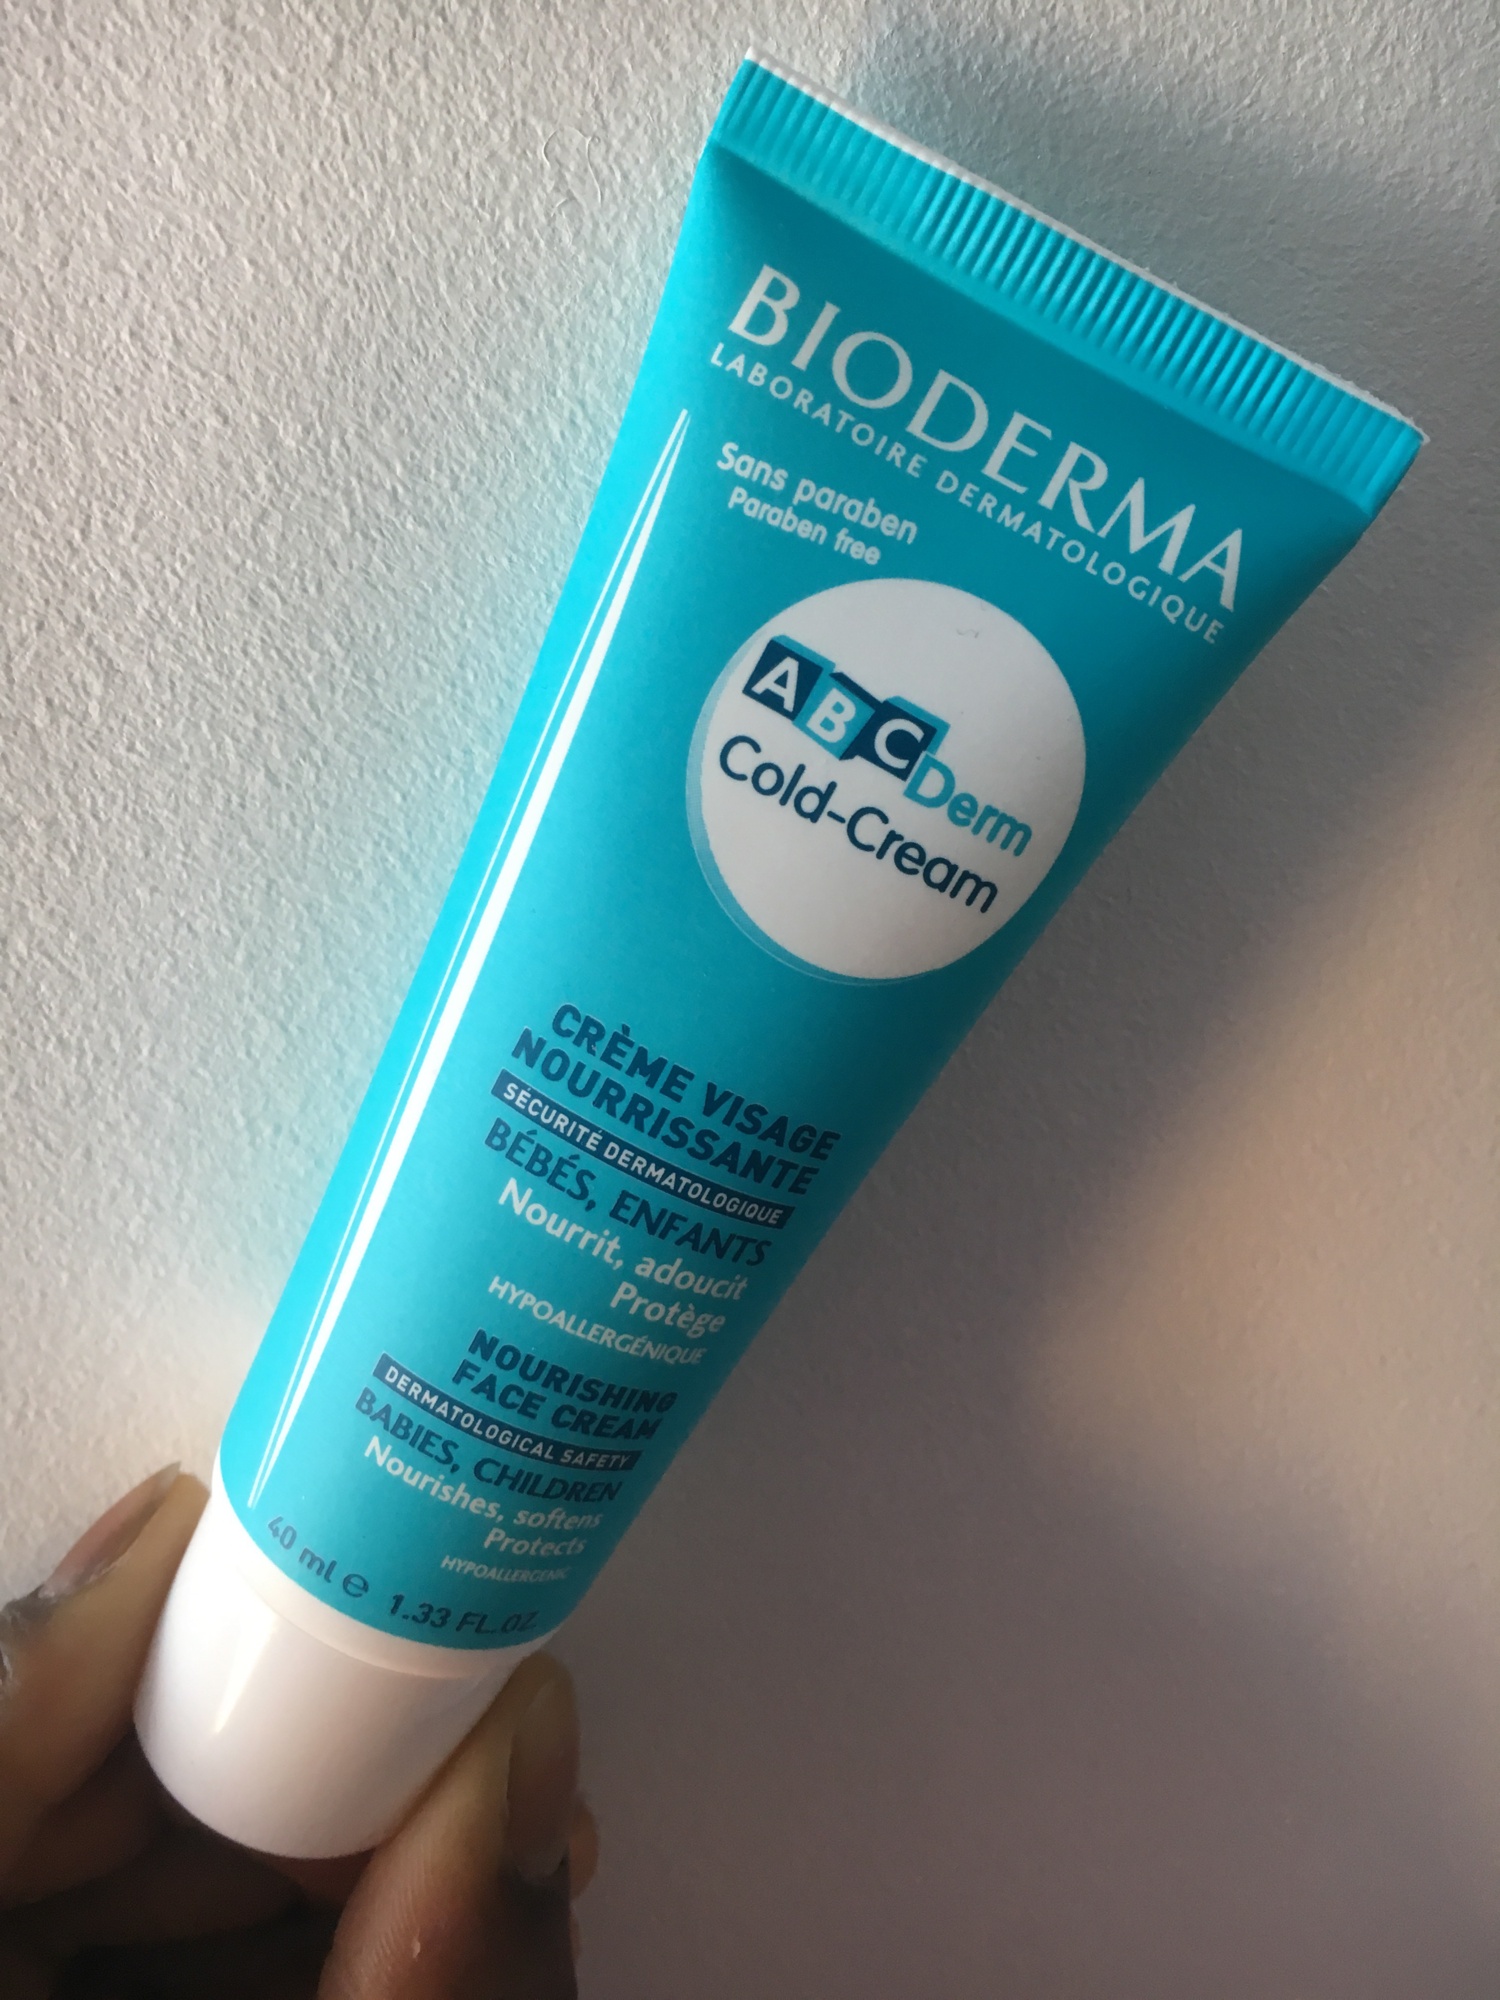 BIODERMA
LABORATOIRE DERMATOLOGIQUE
Sans paraben
Paraben free
ABCDerm
Cold-Cream
CRÈME VISAGE
NOURRISSANTE
SÉCURITÉ DERMATOLOGIQUE
BÉBÉS, ENFANTS
Nourrit, adoucit
Protège
HYPOALLERGÉNIQUE
NOURISHING
FACE CREAM
DERMATOLOGICAL SAFETY
BABIES, CHILDREN
Nourishes, softens
Protects
HYPOALLERGENIC
40 ml ℮ 1.33 FL.OZ.